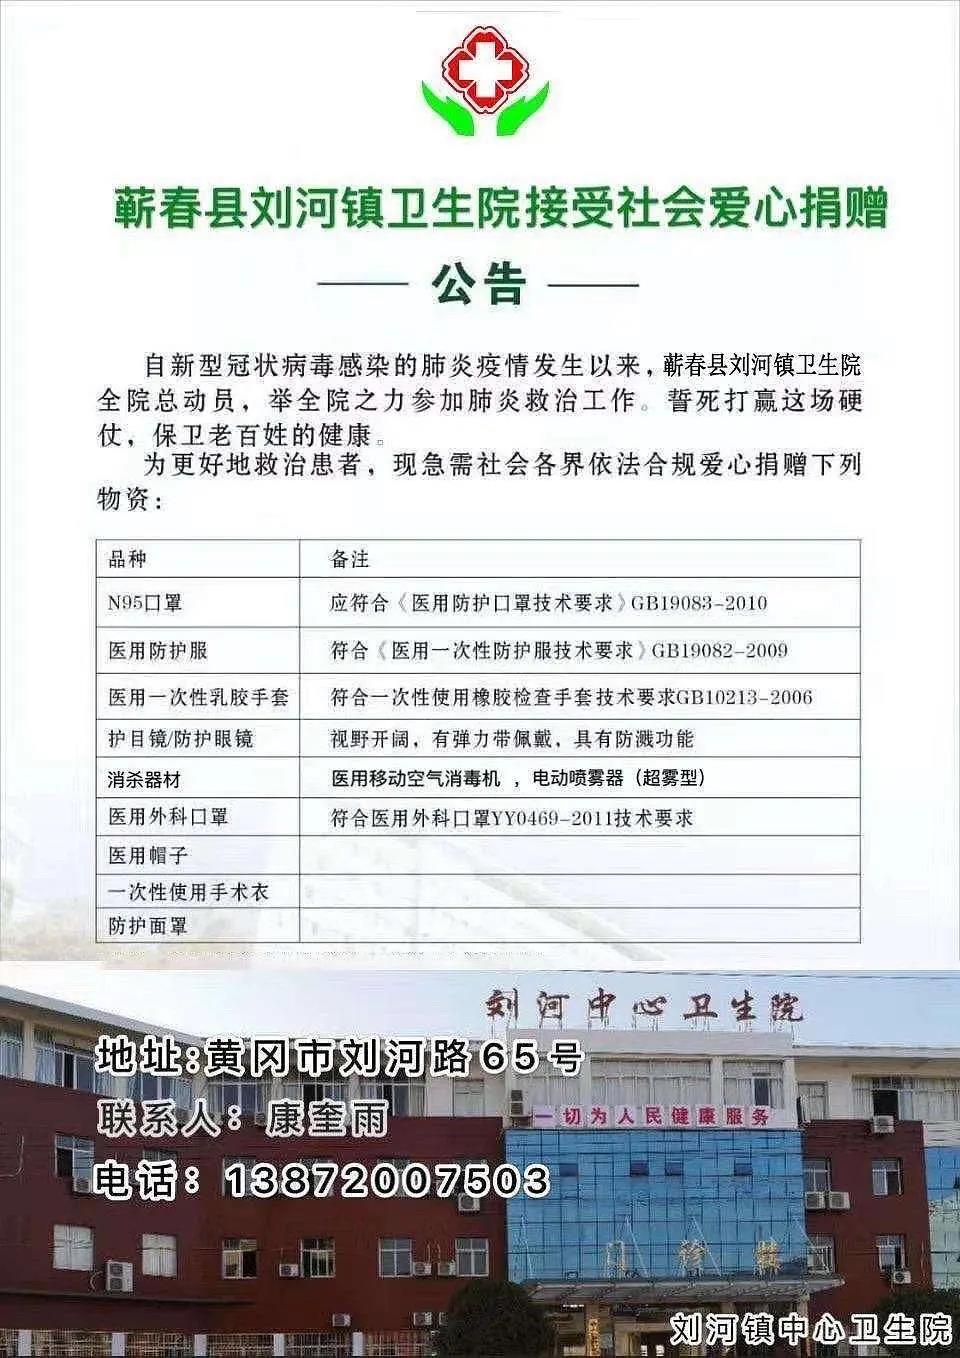 蕲春县刘河镇卫生院接受社会爱心捐赠
公告
自新型冠状病毒感染的肺炎疫情发生以来，蕲春县刘河镇卫生院
全院总动员，举全院之力参加肺炎救治工作。誓死打赢这场硬
仗，保卫老百姓的健康。
为更好地救治患者，现急需社会各界依法合规爱心捐赠下列
物资：
品种 备注
N95口罩 应符合《医用防护口罩技术要求》GB19083-2010
医用防护服 符合《医用一次性防护服技术要求》GB19082-2009
医用一次性乳胶手套 符合一次性使用橡胶检查手套技术要求GB10213-2006
护目镜/防护眼镜 视野开阔，有弹力带佩戴，具有防溅功能
消杀器材 医用移动空气消毒机 ，电动喷雾器（超雾型）
医用外科口罩 符合医用外科口罩YY0469-2011技术要求
医用帽子
一次性使用手术衣
防护面罩
刘河中心卫生院
地址:黄冈市刘河路65号
一切为人民健康服务
联系人：康奎雨
电话：13872007503
门诊楼
刘河镇中心卫生院